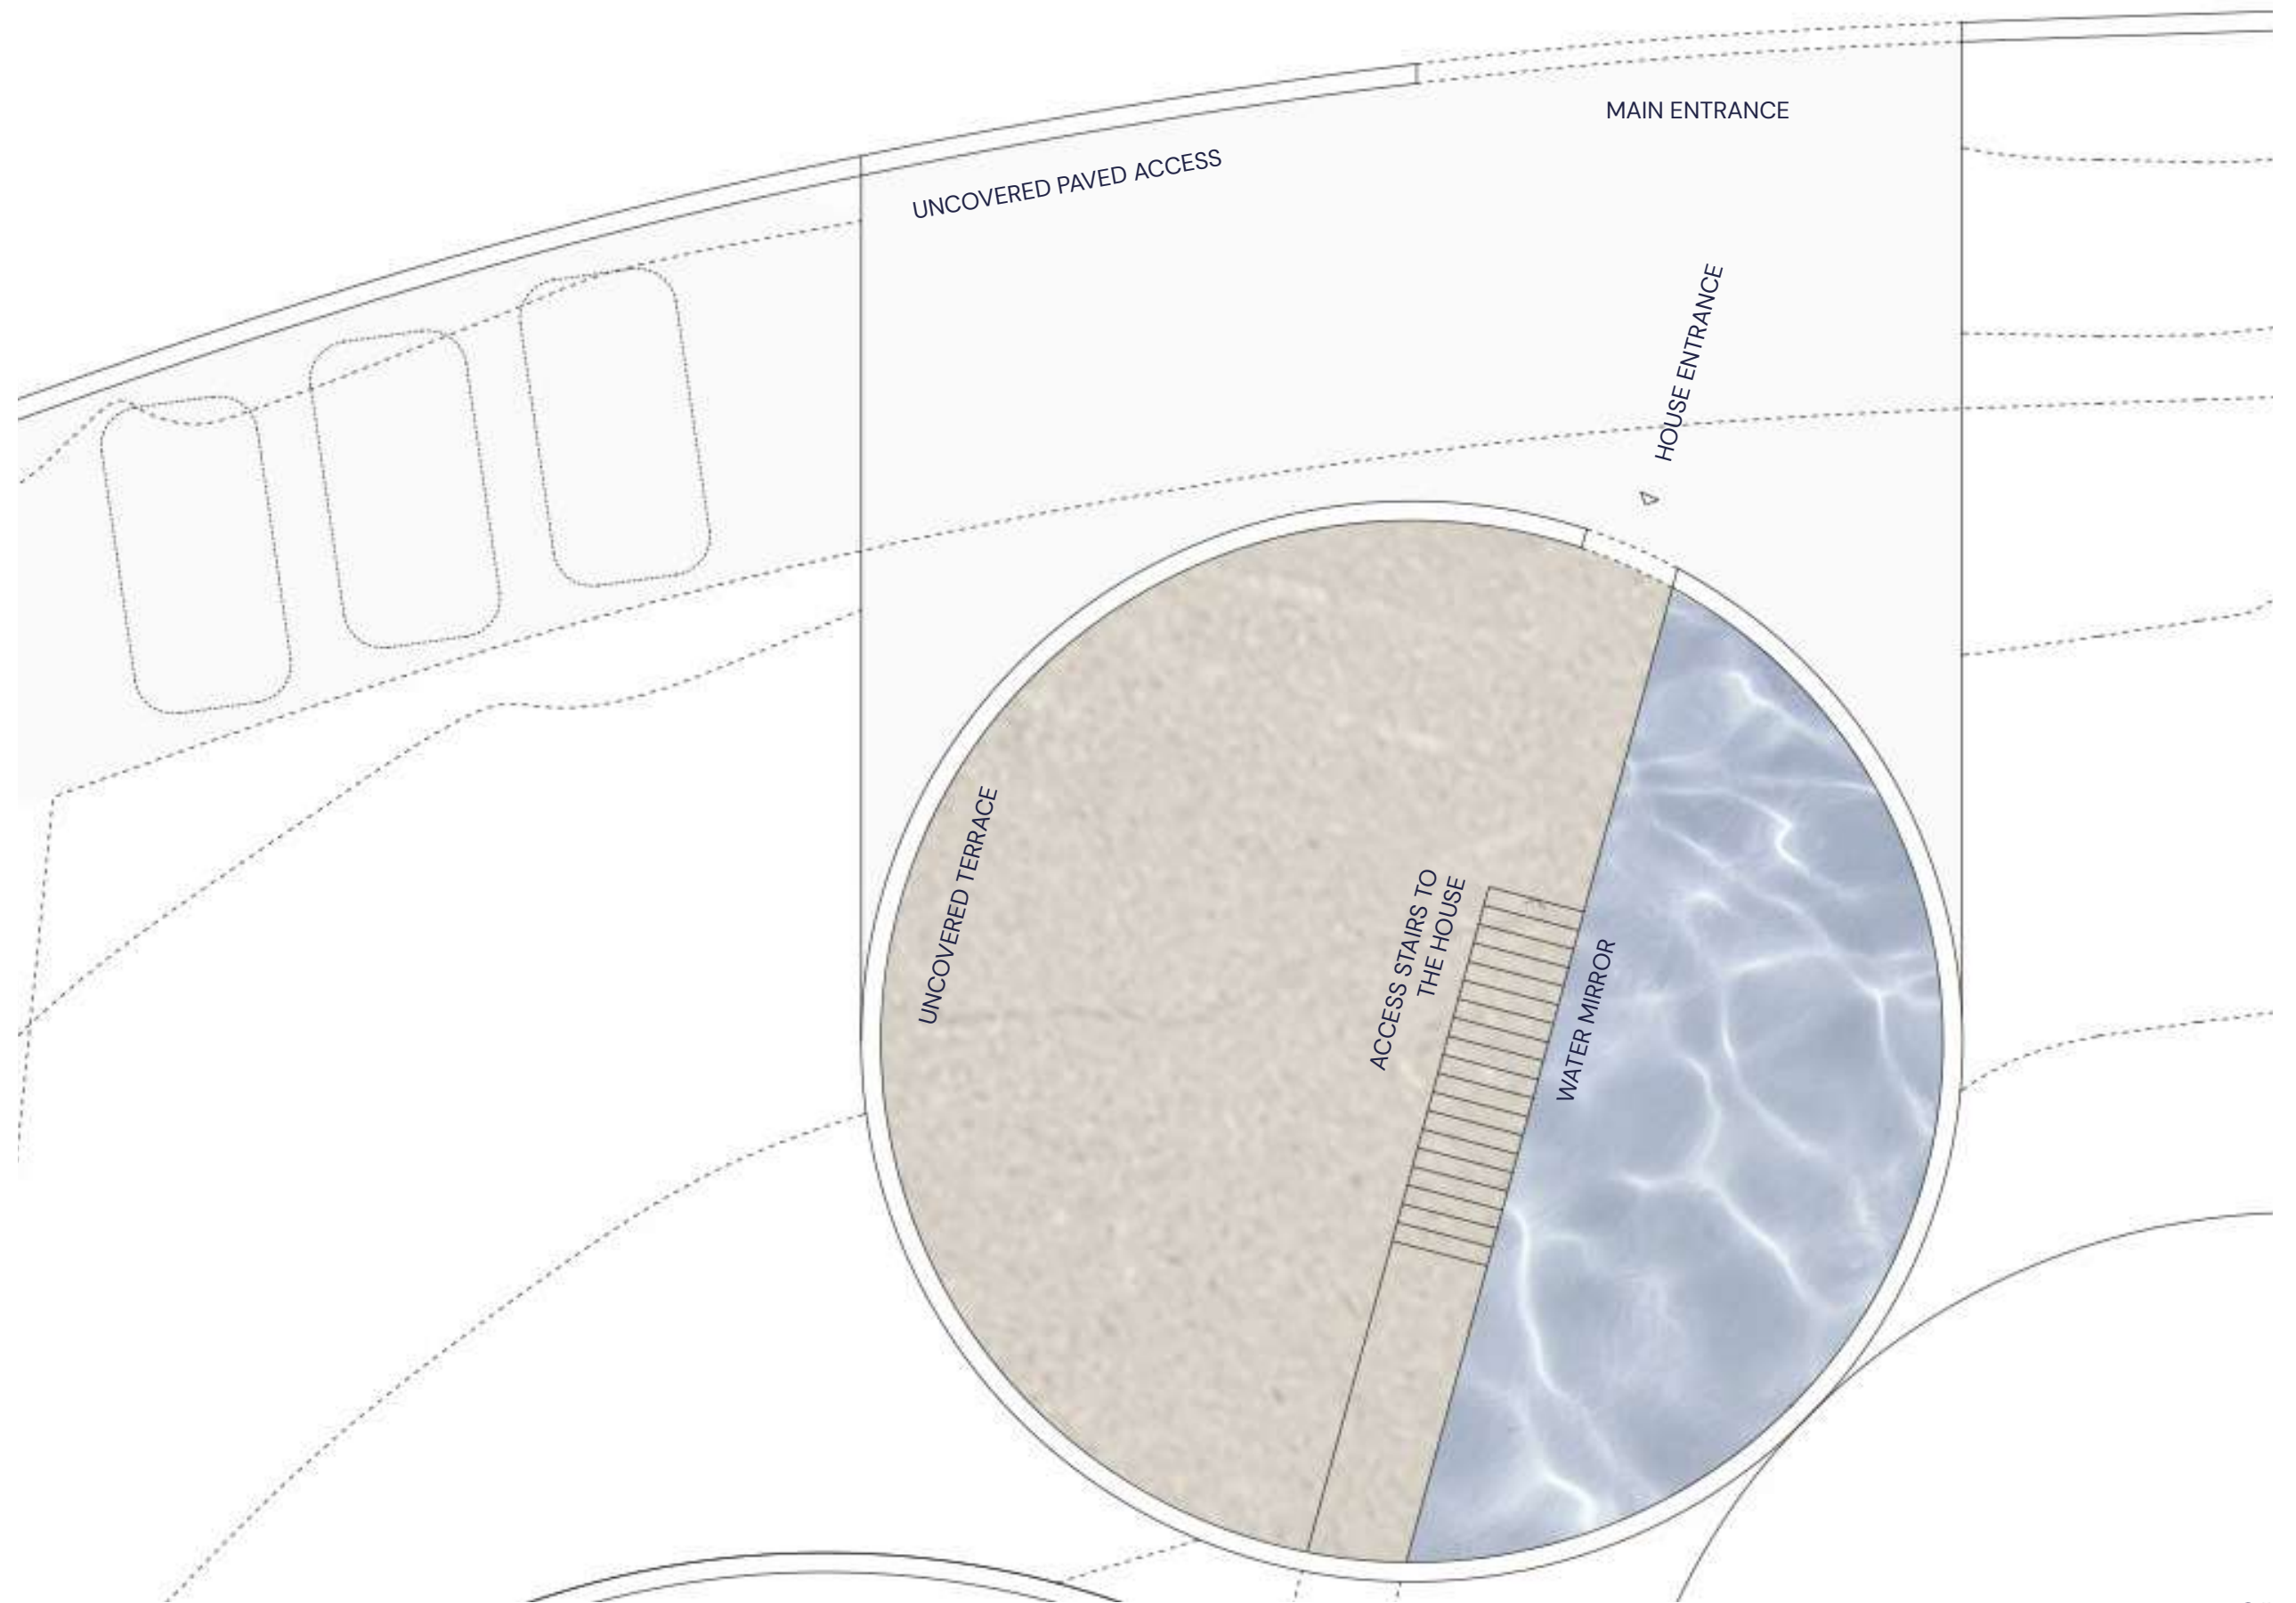 MAIN ENTRANCE
UNCOVERED PAVED ACCESS
HOUSE ENTRANCE
UNCOVERED TERRACE
ACCESS STAIRS TO
THE HOUSE
WATER MIRROR